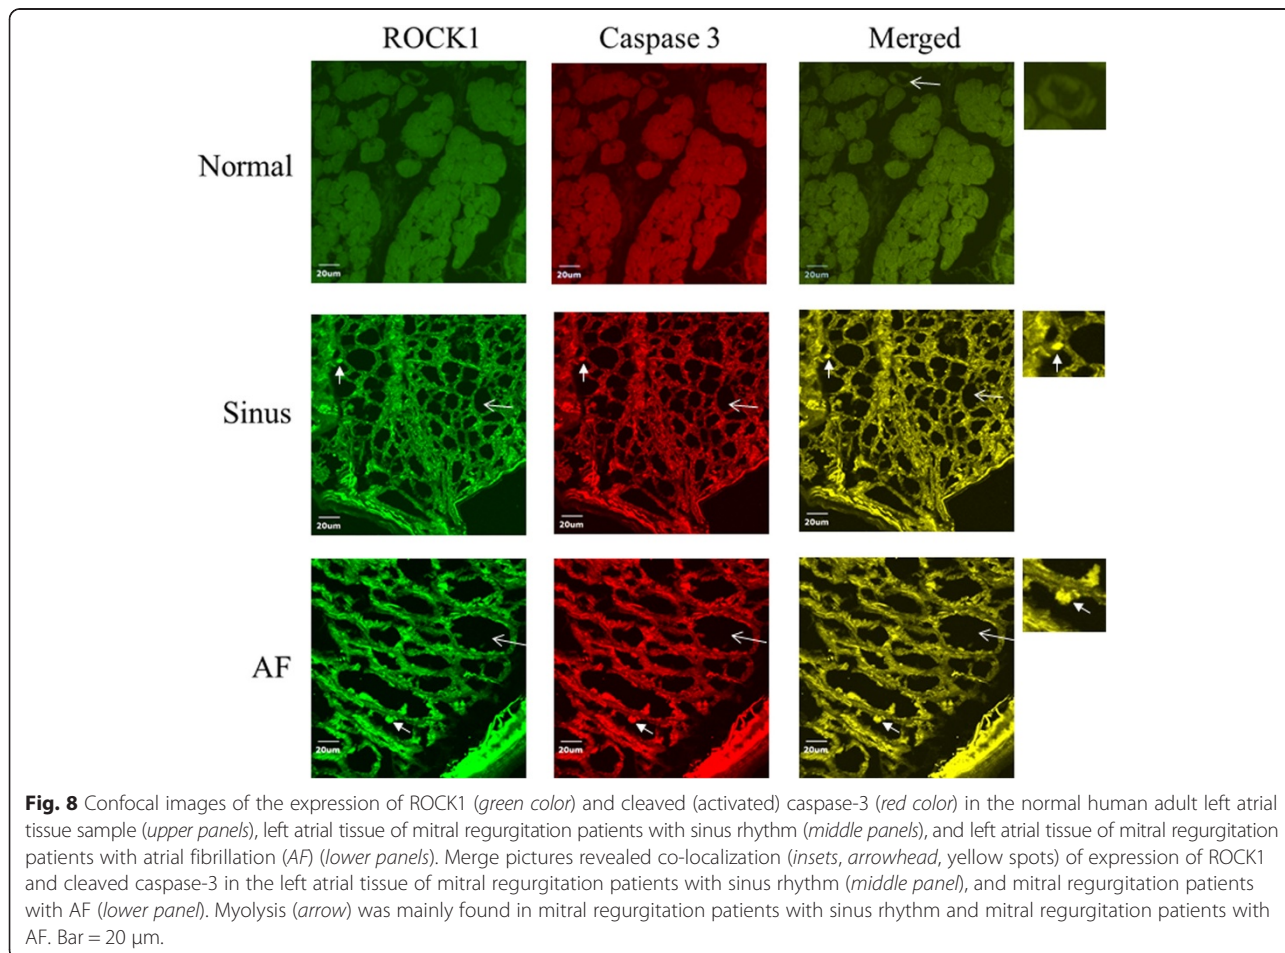 ROCK1 Caspase 3 Merged
Normal
20um 20um 20um
Sinus
20um 20um 20um
AF
20um 20um 20um
Fig. 8 Confocal images of the expression of ROCK1 (green color) and cleaved (activated) caspase-3 (red color) in the normal human adult left atrial
tissue sample (upper panels), left atrial tissue of mitral regurgitation patients with sinus rhythm (middle panels), and left atrial tissue of mitral regurgitation
patients with atrial fibrillation (AF) (lower panels). Merge pictures revealed co-localization (insets, arrowhead, yellow spots) of expression of ROCK1
and cleaved caspase-3 in the left atrial tissue of mitral regurgitation patients with sinus rhythm (middle panel), and mitral regurgitation patients
with AF (lower panel). Myolysis (arrow) was mainly found in mitral regurgitation patients with sinus rhythm and mitral regurgitation patients with
AF. Bar = 20 μm.